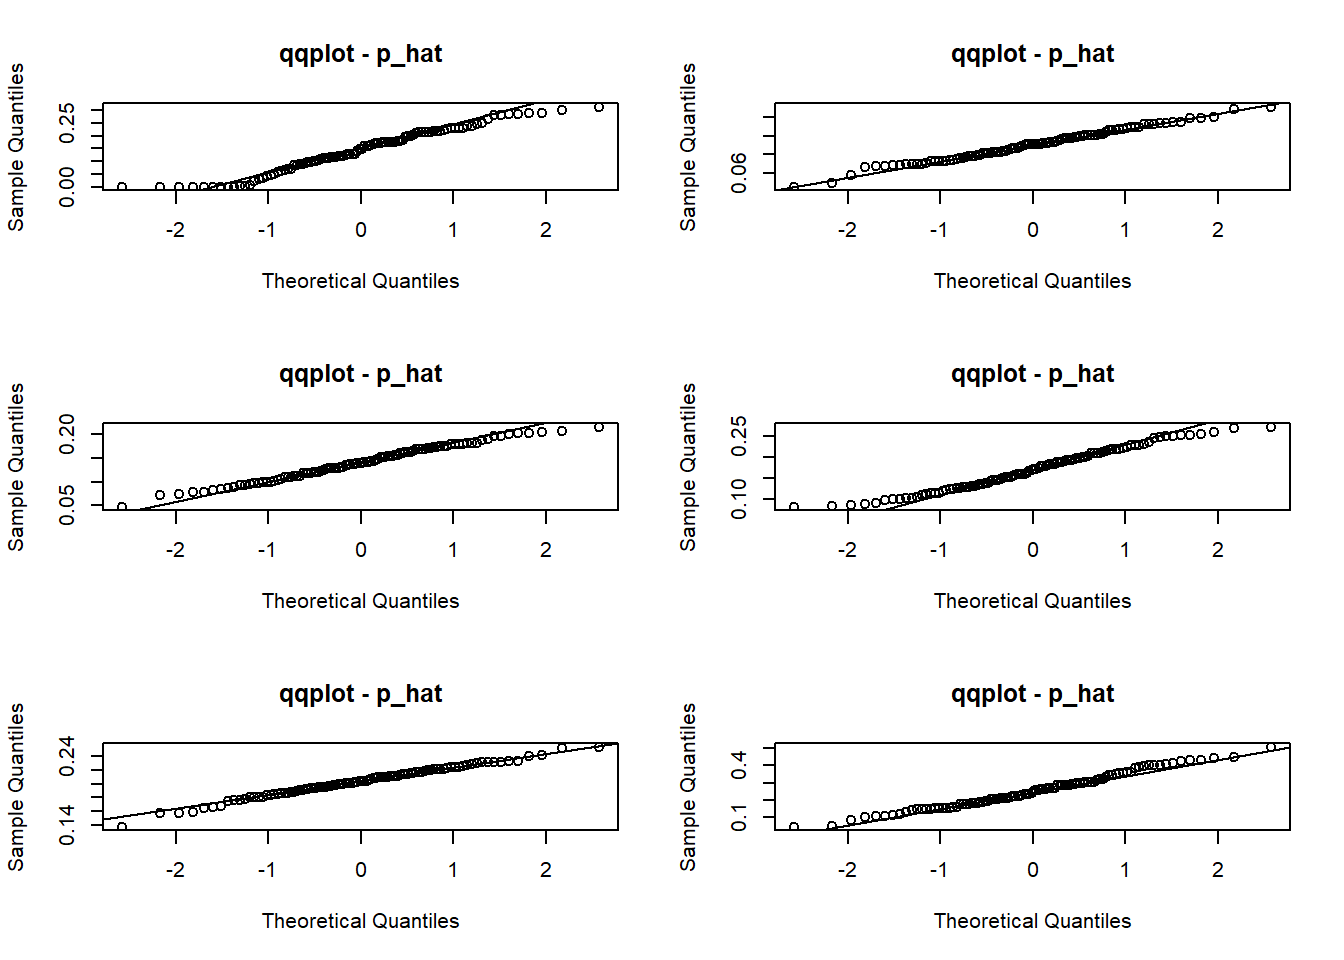 qqplot - p_hat
Sample Quantiles
0.00 0.25
-2 -1 0 1 2
Theoretical Quantiles
qqplot - p_hat
Sample Quantiles
0.06
-2 -1 0 1 2
Theoretical Quantiles
qqplot - p_hat
Sample Quantiles
0.05 0.20
-2 -1 0 1 2
Theoretical Quantiles
qqplot - p_hat
Sample Quantiles
0.10 0.25
-2 -1 0 1 2
Theoretical Quantiles
qqplot - p_hat
Sample Quantiles
0.14 0.24
-2 -1 0 1 2
Theoretical Quantiles
qqplot - p_hat
Sample Quantiles
0.1 0.4
-2 -1 0 1 2
Theoretical Quantiles